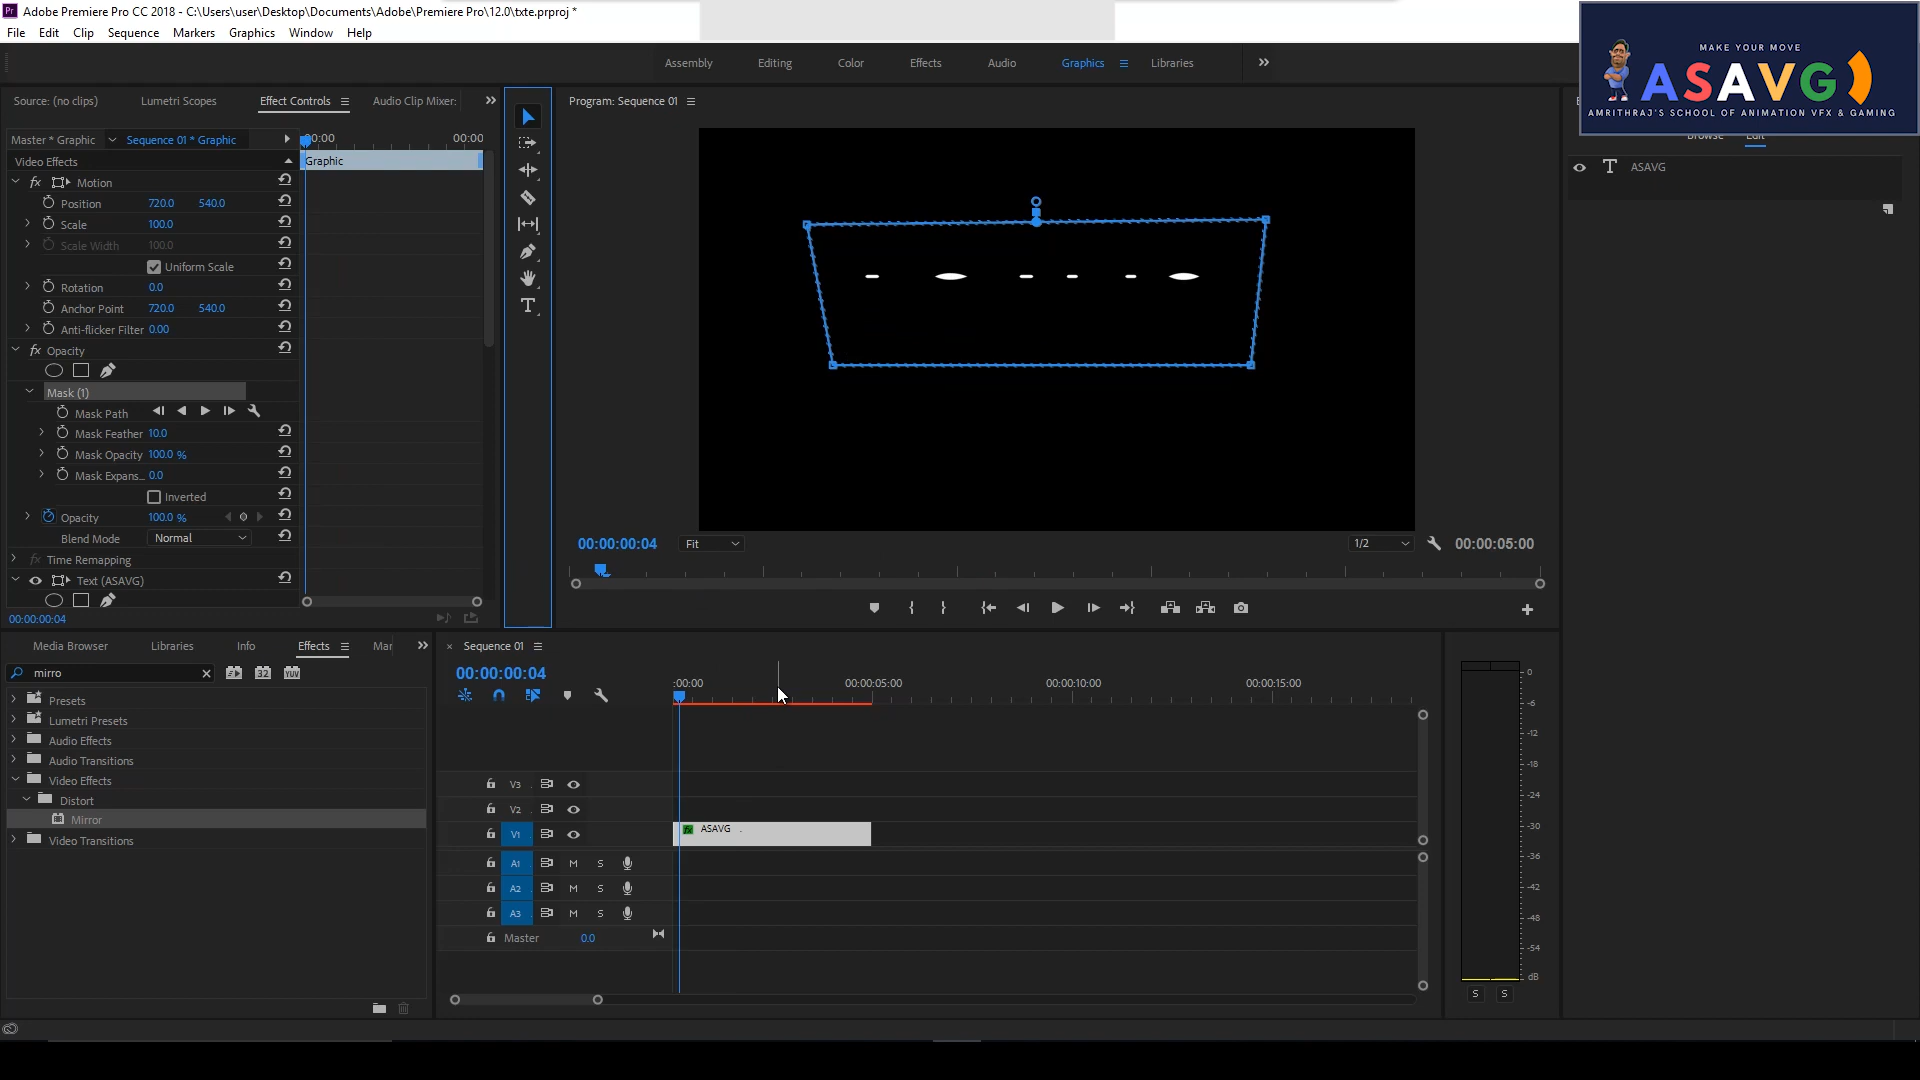 Adobe Premiere Pro CC 2018 - C:\Users\user\Desktop\Documents\Adobe\Premiere Pro\12.0\txte.prproj *
File Edit Clip Sequence Markers Graphics Window Help
Assembly Editing Color Effects Audio Graphics Libraries
MAKE YOUR MOVE
ASAVG
AMRITHRAJ'S SCHOOL OF ANIMATION VFX & GAMING
Source: (no clips) Lumetri Scopes Effect Controls Audio Clip Mixer:
Program: Sequence 01
Browse Edit
Master * Graphic Sequence 01 * Graphic 00:00 00:00
Video Effects Graphic
ASAVG
fx Motion
Position 720.0 540.0
Scale 100.0
Scale Width 100.0
Uniform Scale
Rotation 0.0
Anchor Point 720.0 540.0
Anti-flicker Filter 0.00
fx Opacity
Mask (1)
Mask Path
Mask Feather 10.0
Mask Opacity 100.0 %
Mask Expans... 0.0
Inverted
Opacity 100.0 %
Blend Mode Normal
fx Time Remapping
Text (ASAVG)
00:00:00:04
00:00:00:04 Fit 1/2 00:00:05:00
Media Browser Libraries Info Effects Mar
mirro 32 YUV
Presets
Lumetri Presets
Audio Effects
Audio Transitions
Video Effects
Distort
Mirror
Video Transitions
Sequence 01
00:00:00:04
:00:00 00:00:05:00 00:00:10:00 00:00:15:00
V3
V2
V1 fx ASAVG
A1 M S
A2 M S
A3 M S
Master 0.0
0
-6
-12
-18
-24
-30
-36
-42
-48
-54
dB
S S